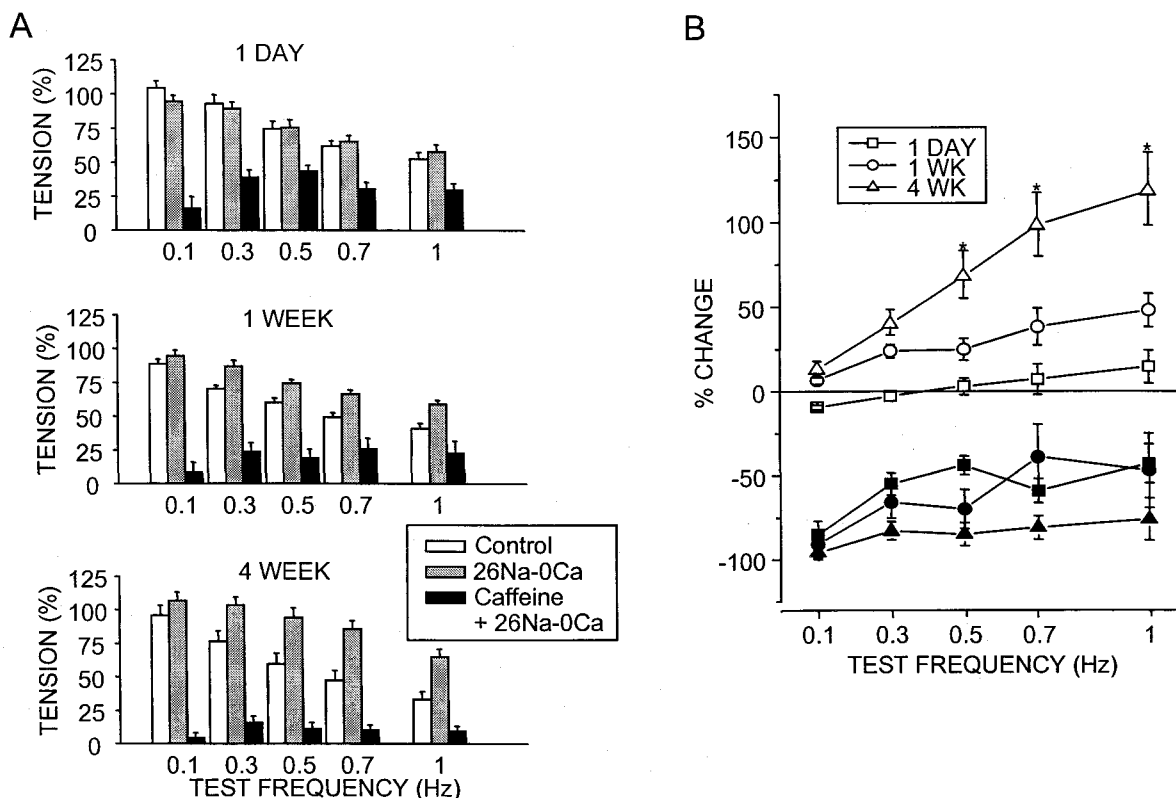 A
1 DAY
TENSION (%)
125
100
75
50
25
0
0.1 0.3 0.5 0.7 1
1 WEEK
TENSION (%)
125
100
75
50
25
0
0.1 0.3 0.5 0.7 1
Control
26Na-0Ca
Caffeine
+ 26Na-0Ca
4 WEEK
TENSION (%)
125
100
75
50
25
0
0.1 0.3 0.5 0.7 1
TEST FREQUENCY (Hz)
B
1 DAY
1 WK
4 WK
% CHANGE
150
100
50
0
-50
-100
* * *
0.1 0.3 0.5 0.7 1
TEST FREQUENCY (Hz)